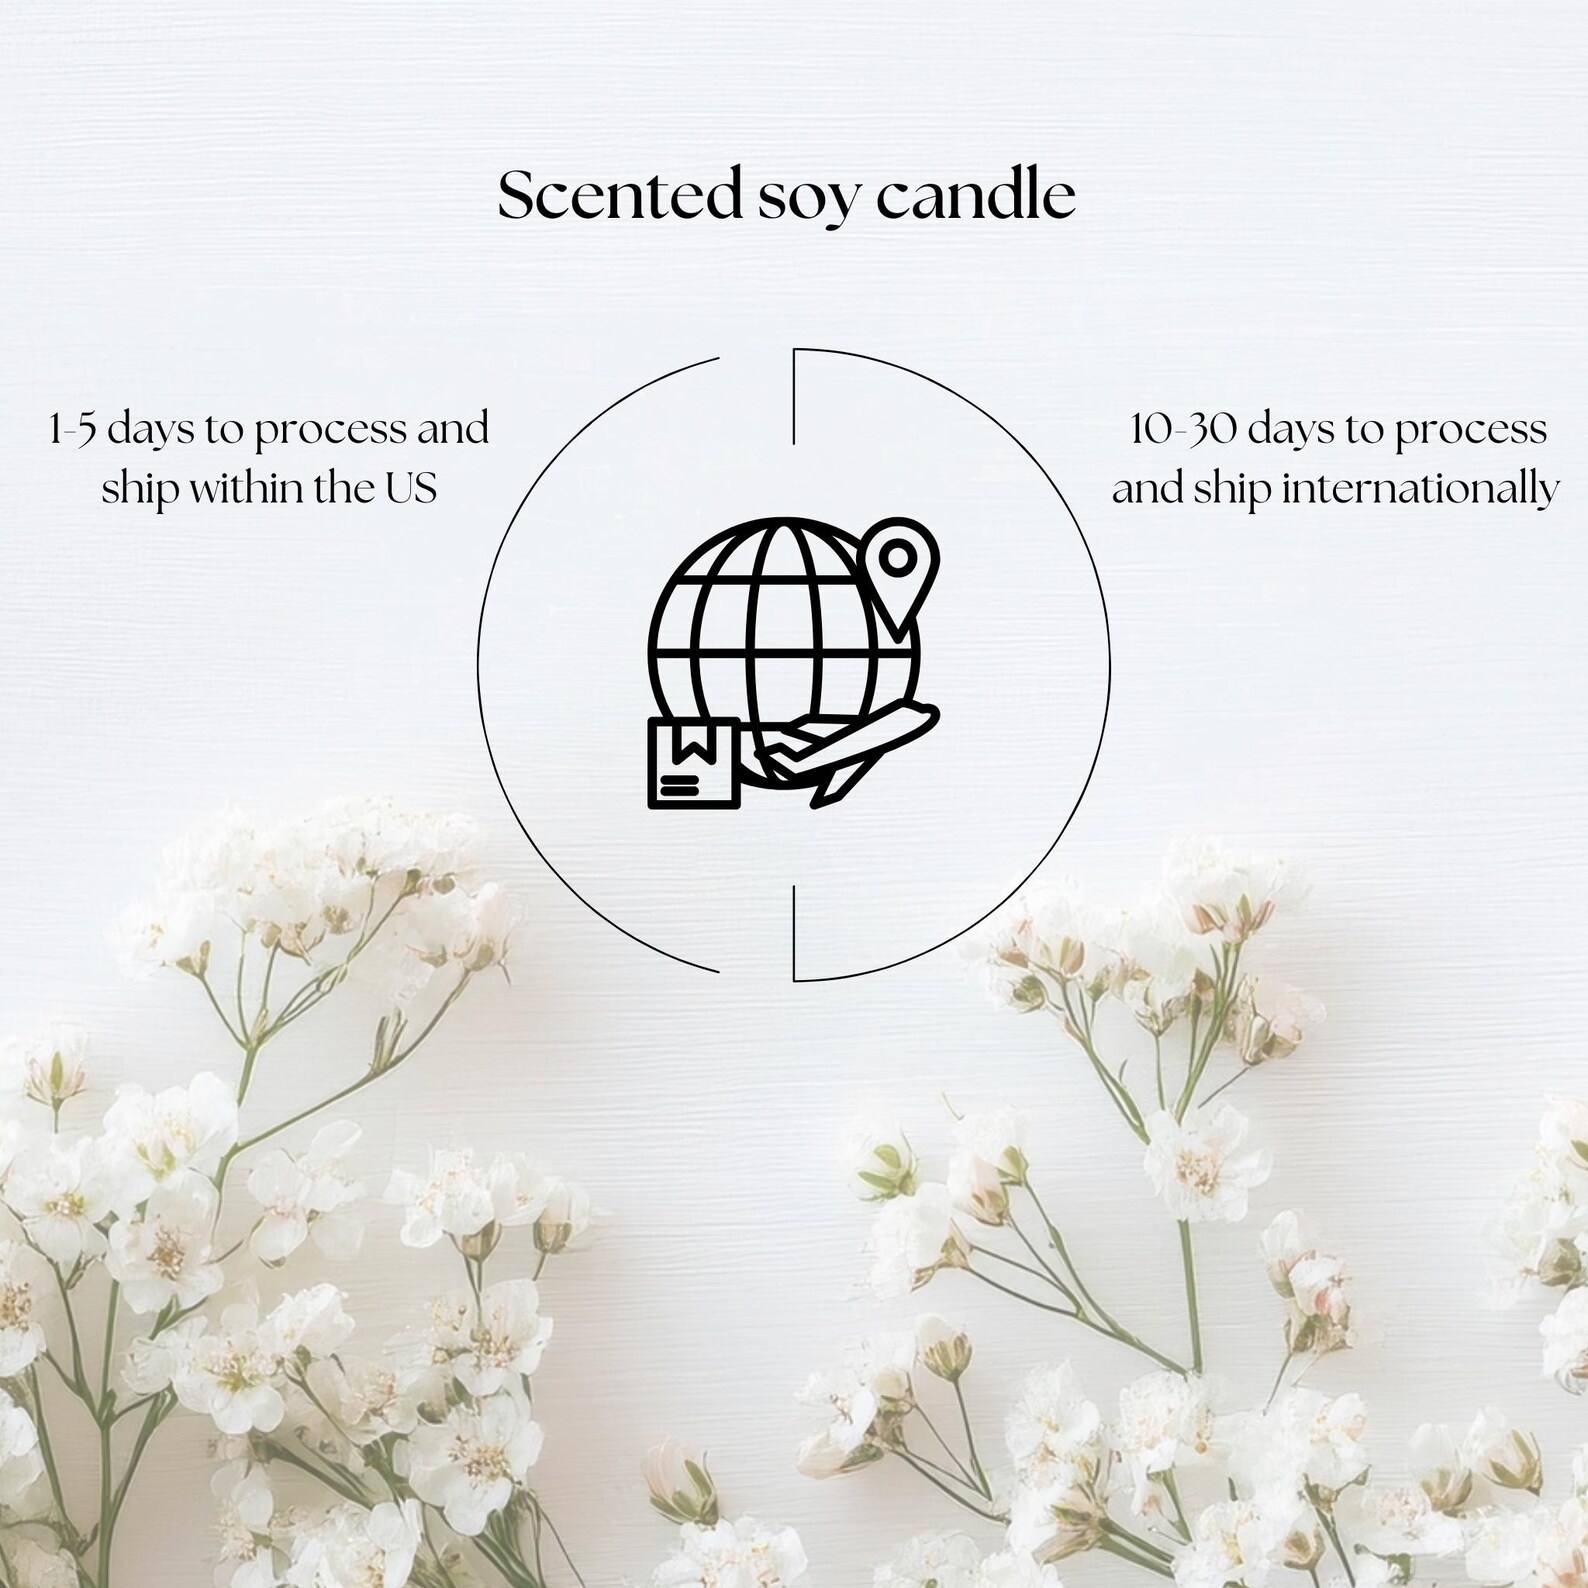 Scented soy candle
1-5 days to process and
ship within the US
10-30 days to process
and ship internationally